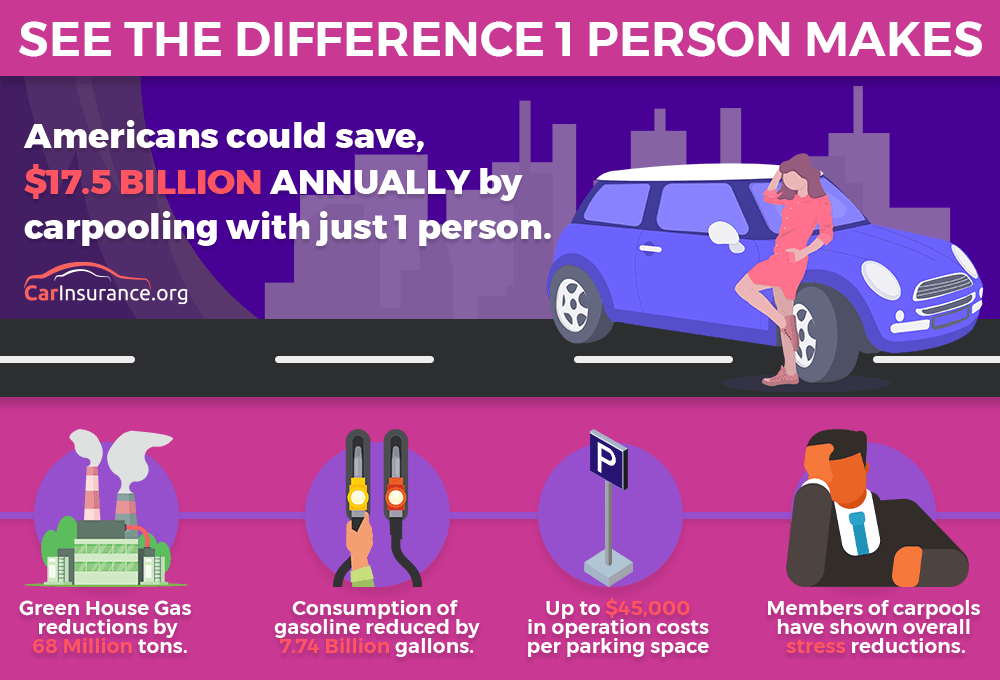 SEE THE DIFFERENCE 1 PERSON MAKES
Americans could save,
$17.5 BILLION ANNUALLY by
carpooling with just 1 person.
CarInsurance.org
P
Green House Gas
reductions by
68 Million tons.
Consumption of
gasoline reduced by
7.74 Billion gallons.
Up to $45,000
in operation costs
per parking space
Members of carpools
have shown overall
stress reductions.